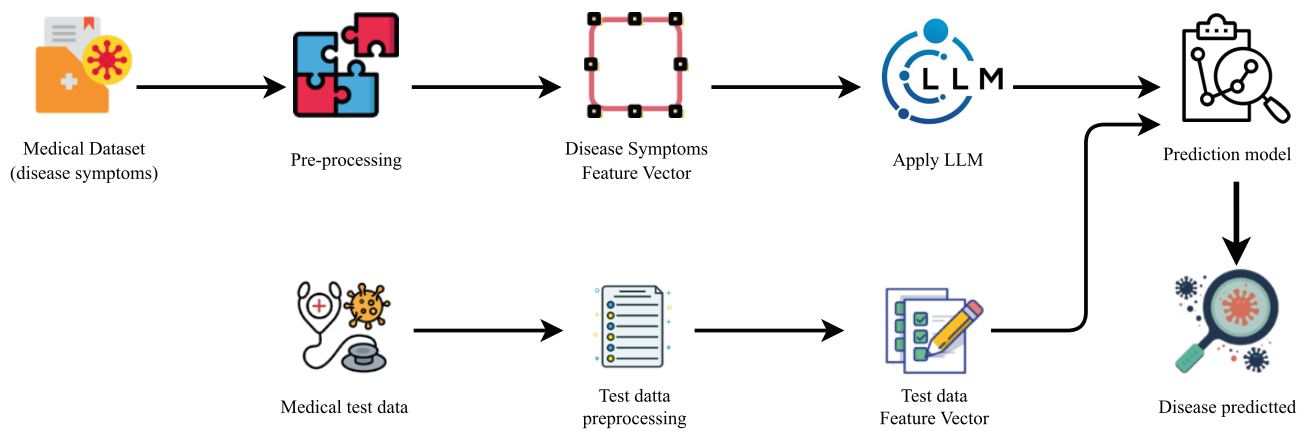 LLM
Medical Dataset
(disease symptoms)
Pre-processing
Disease Symptoms
Feature Vector
Apply LLM
Prediction model
Medical test data
Test datta
preprocessing
Test data
Feature Vector
Disease predictted